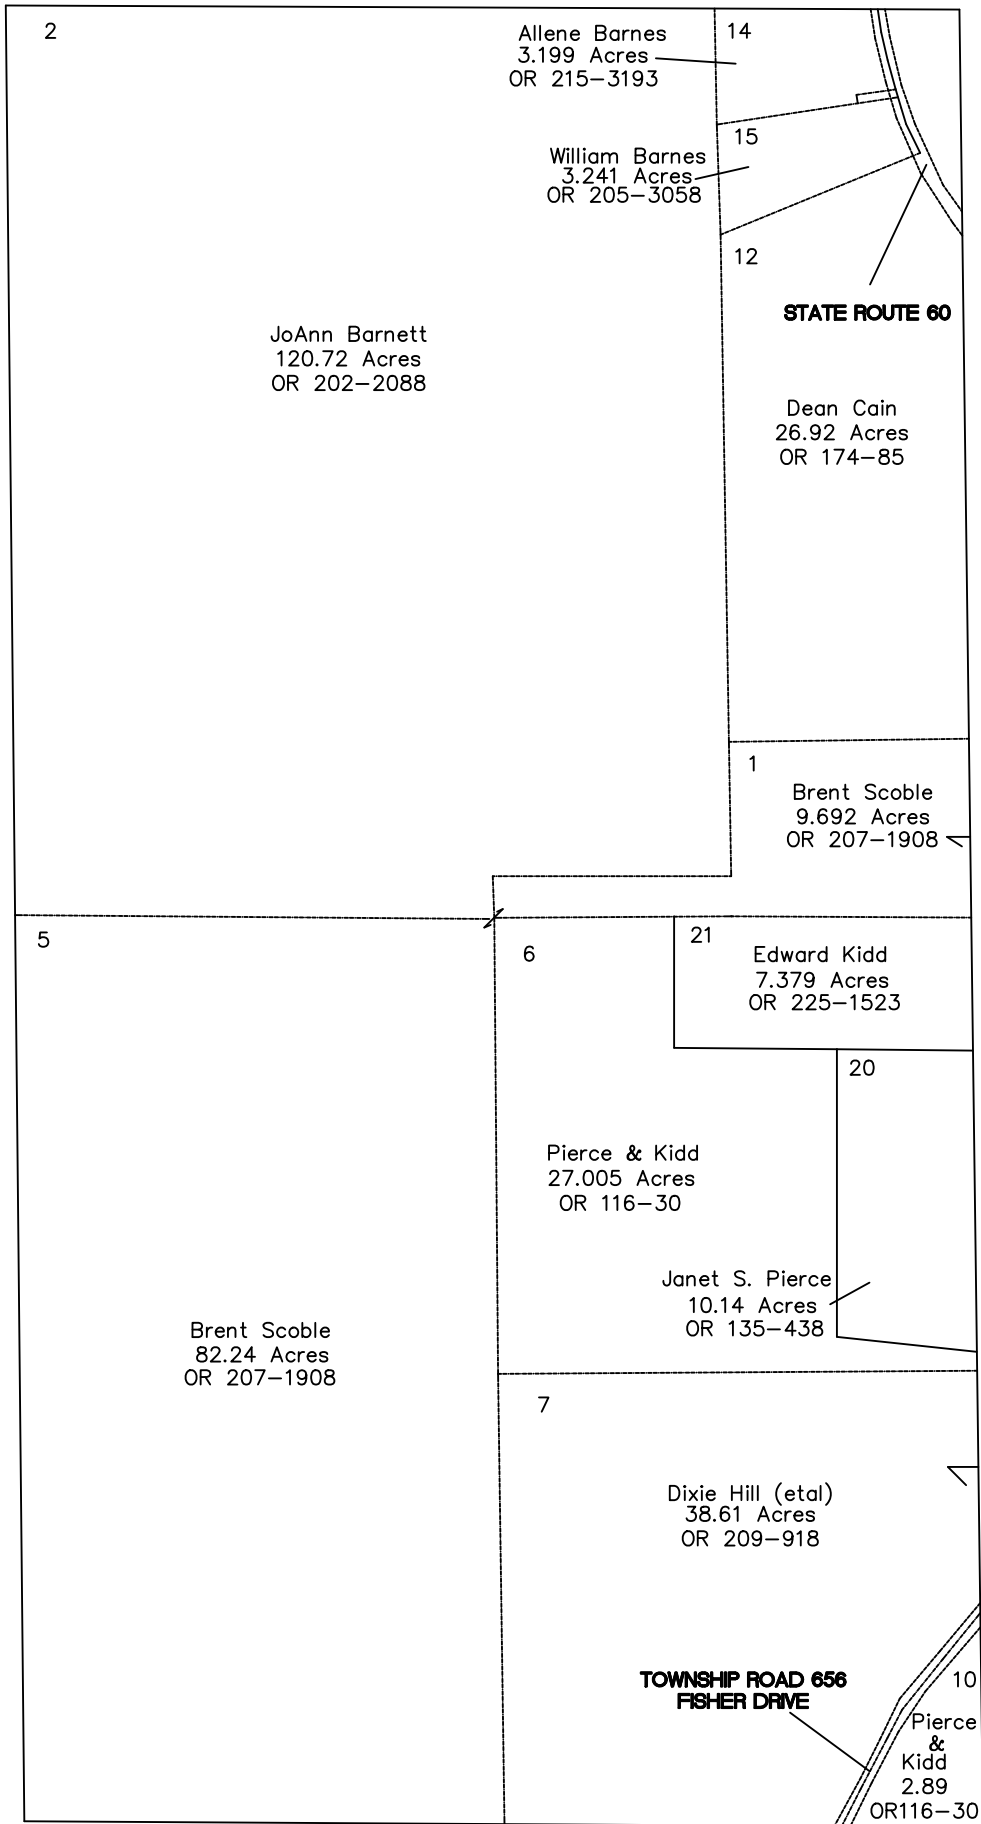 2
Allene Barnes
3.199 Acres
OR 215-3193
14
15
William Barnes
3.241 Acres
OR 205-3058
12
STATE ROUTE 60
JoAnn Barnett
120.72 Acres
OR 202-2088
Dean Cain
26.92 Acres
OR 174-85
1
Brent Scoble
9.692 Acres
OR 207-1908
5
6
21
Edward Kidd
7.379 Acres
OR 225-1523
20
Pierce & Kidd
27.005 Acres
OR 116-30
Janet S. Pierce
10.14 Acres
OR 135-438
Brent Scoble
82.24 Acres
OR 207-1908
7
Dixie Hill (etal)
38.61 Acres
OR 209-918
TOWNSHIP ROAD 656
FISHER DRIVE
10
Pierce
&
Kidd
2.89
OR116-30